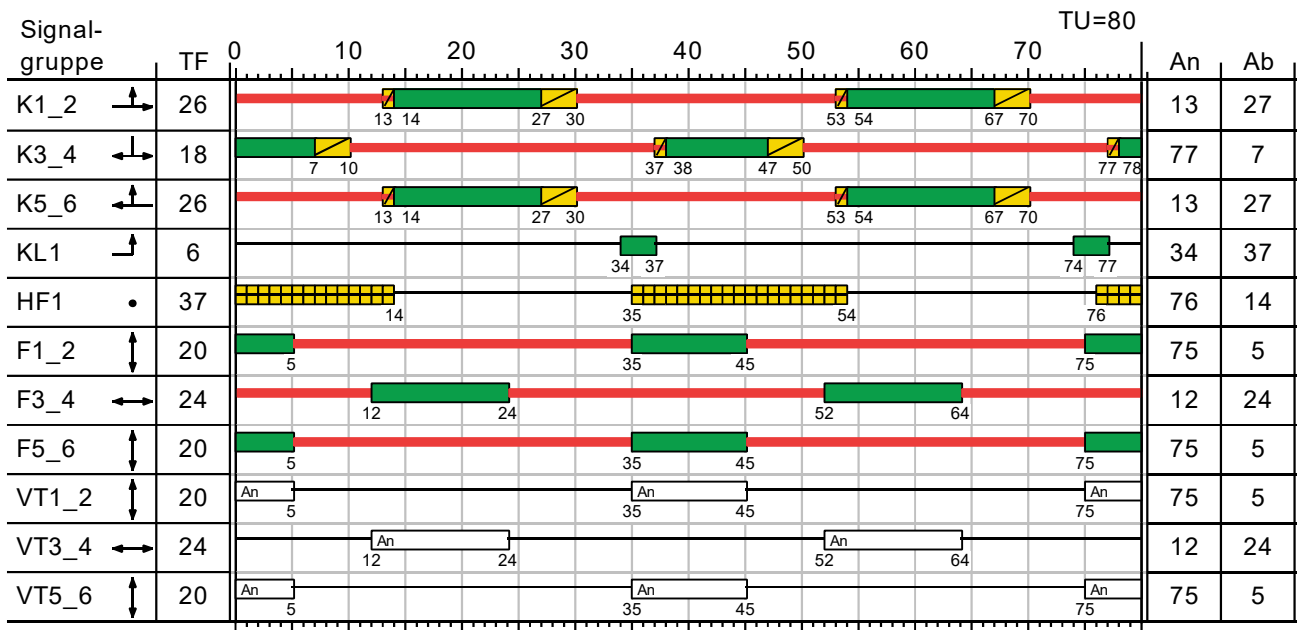 TU=80
Signal-
gruppe TF 0 10 20 30 40 50 60 70 An Ab
K1_2 26 13 27
13 14 27 30 53 54 67 70
K3_4 18 77 7
7 10 37 38 47 50 77 78
K5_6 26 13 27
13 14 27 30 53 54 67 70
KL1 6 34 37
34 37 74 77
HF1 37 76 14
14 35 54 76
F1_2 20 75 5
5 35 45 75
F3_4 24 12 24
12 24 52 64
F5_6 20 75 5
5 35 45 75
VT1_2 20 An An An 75 5
5 35 45 75
VT3_4 24 An An 12 24
12 24 52 64
VT5_6 20 An An An 75 5
5 35 45 75